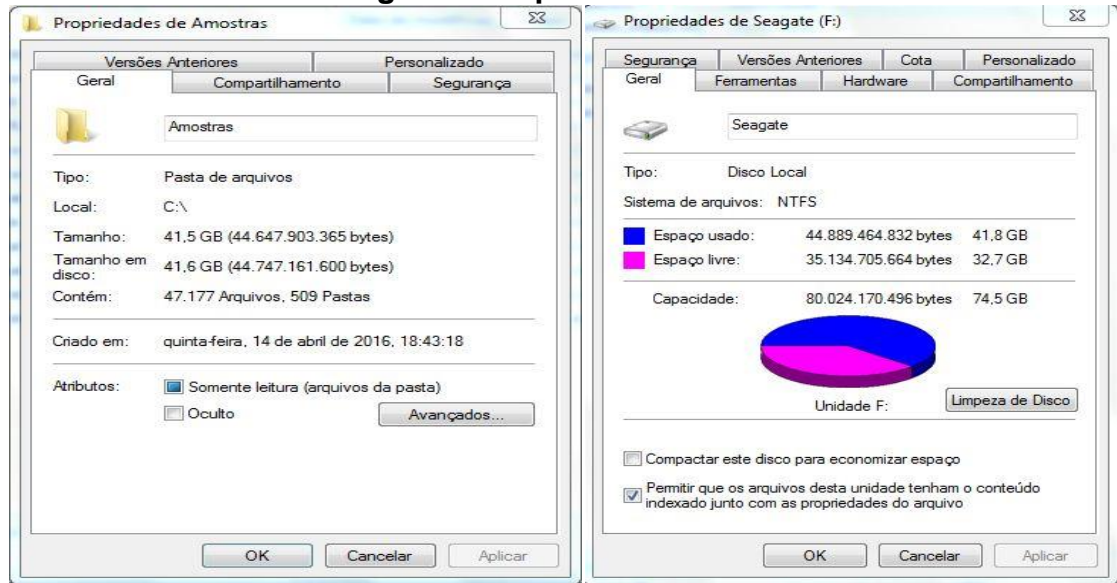 Propriedades de Amostras
Versões Anteriores Personalizado
Geral Compartilhamento Segurança
Amostras
Tipo: Pasta de arquivos
Local: C:\
Tamanho: 41,5 GB (44.647.903.365 bytes)
Tamanho em disco: 41,6 GB (44.747.161.600 bytes)
Contém: 47.177 Arquivos, 509 Pastas
Criado em: quinta-feira, 14 de abril de 2016, 18:43:18
Atributos: Somente leitura (arquivos da pasta)
Oculto Avançados...
OK Cancelar Aplicar
Propriedades de Seagate (F:)
Segurança Versões Anteriores Cota Personalizado
Geral Ferramentas Hardware Compartilhamento
Seagate
Tipo: Disco Local
Sistema de arquivos: NTFS
Espaço usado: 44.889.464.832 bytes 41,8 GB
Espaço livre: 35.134.705.664 bytes 32,7 GB
Capacidade: 80.024.170.496 bytes 74,5 GB
Unidade F: Limpeza de Disco
Compactar este disco para economizar espaço
Permitir que os arquivos desta unidade tenham o conteúdo
indexado junto com as propriedades do arquivo
OK Cancelar Aplicar